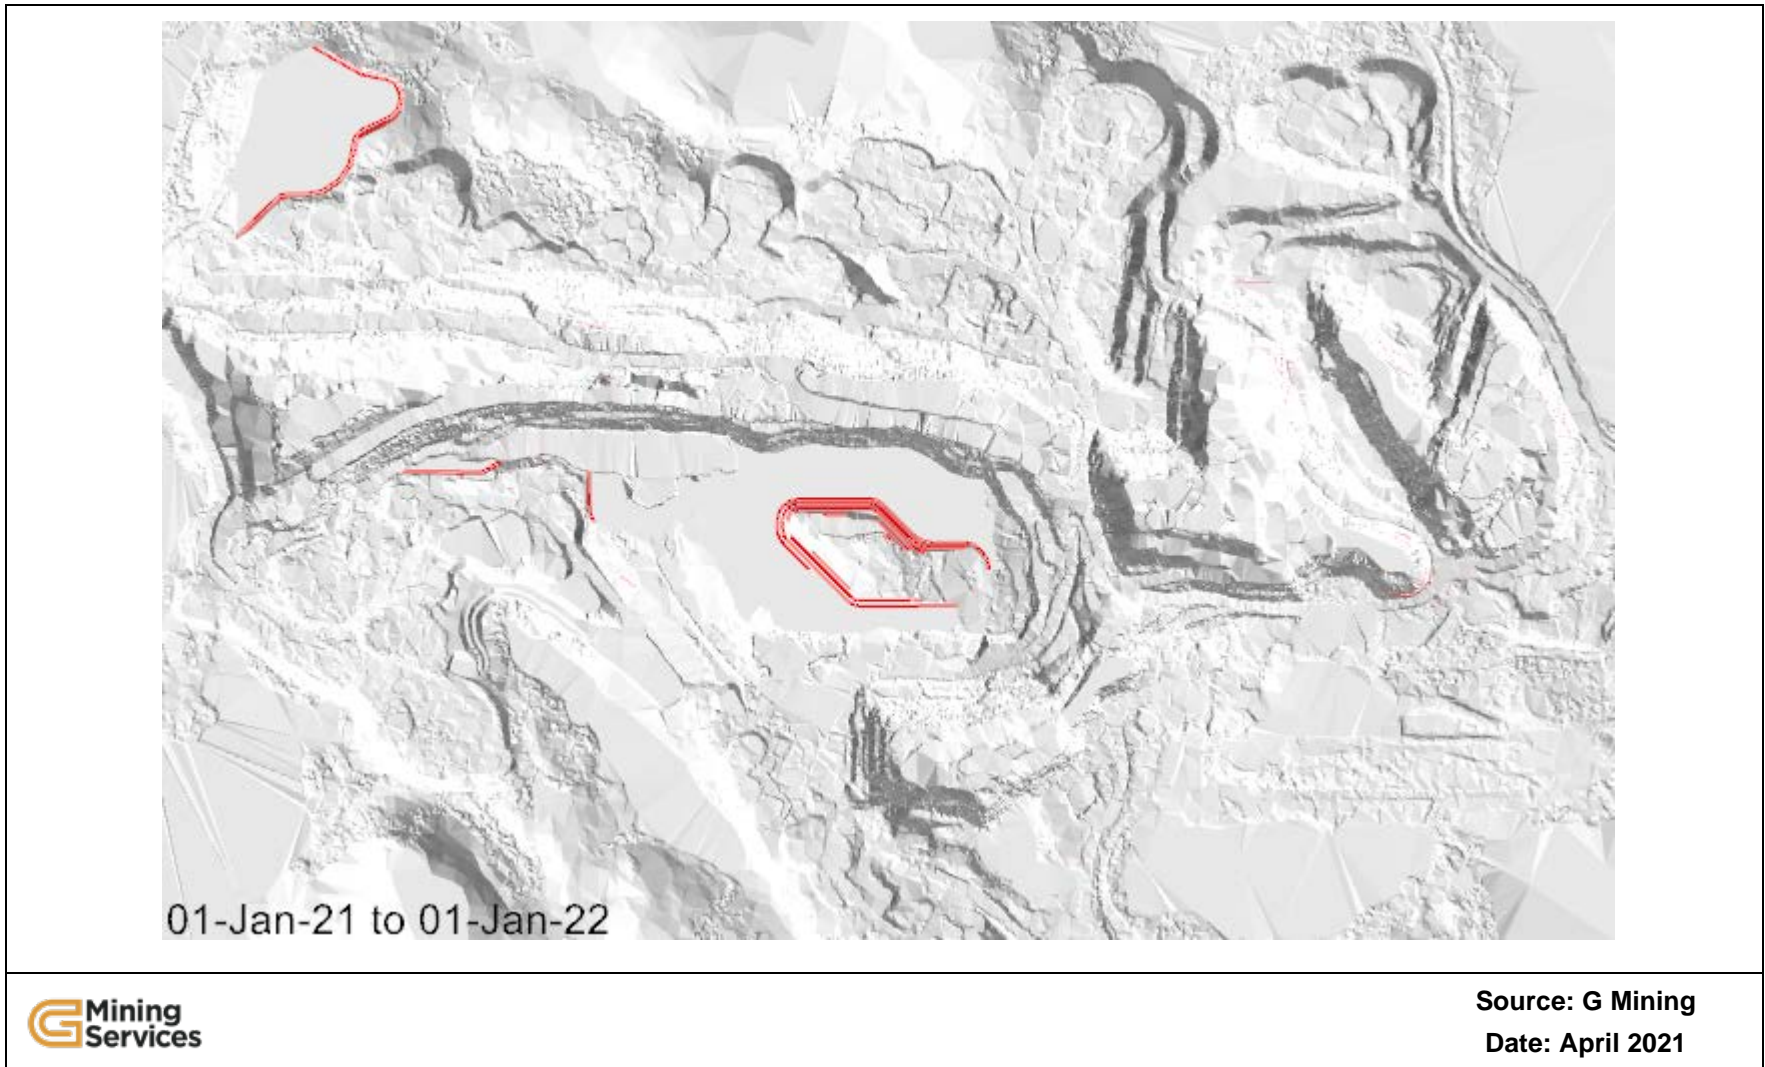 01-Jan-21 to 01-Jan-22
Mining
Services
Source: G Mining
Date: April 2021